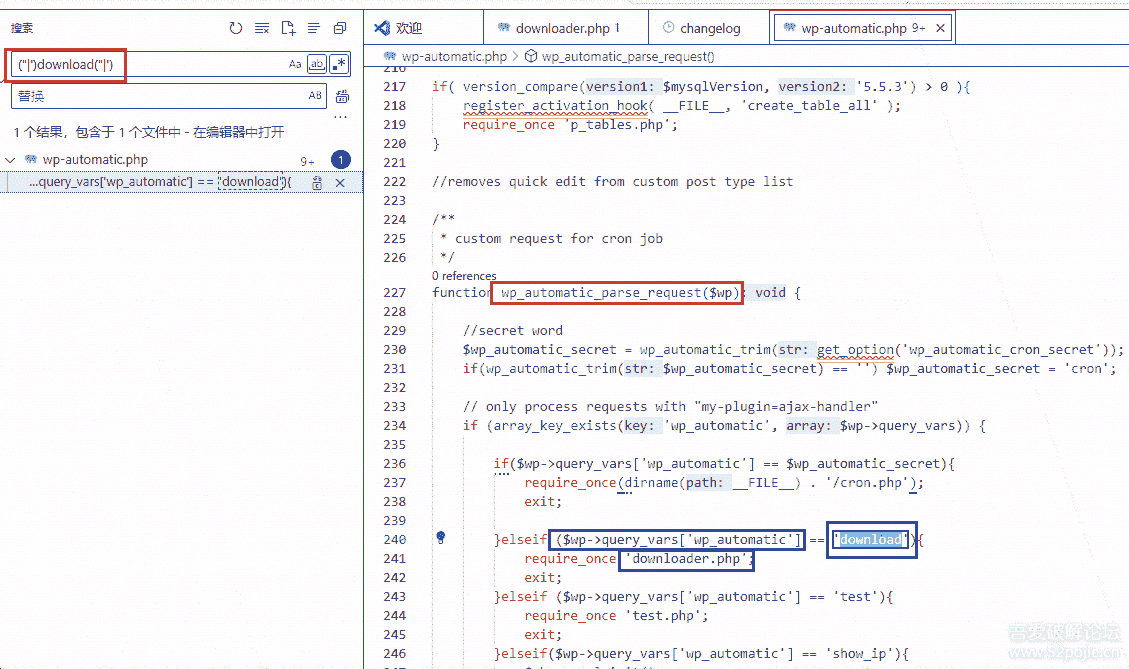 搜索
("|')download("|')
Aa ab .*
替换
AB
...
1 个结果，包含于 1 个文件中 - 在编辑器中打开
wp-automatic.php 9+ 1
...query_vars['wp_automatic'] == 'download'){
欢迎
downloader.php 1
changelog
wp-automatic.php 9+
wp-automatic.php > wp_automatic_parse_request()
216
217 if( version_compare(version1: $mysqlVersion, version2: '5.5.3') > 0 ){
218 register_activation_hook( __FILE__, 'create_table_all' );
219 require_once 'p_tables.php';
220 }
221
222 //removes quick edit from custom post type list
223
224 /**
225 * custom request for cron job
226 */
0 references
227 function wp_automatic_parse_request($wp): void {
228
229 //secret word
230 $wp_automatic_secret = wp_automatic_trim(str: get_option('wp_automatic_cron_secret'));
231 if(wp_automatic_trim(str: $wp_automatic_secret) == '') $wp_automatic_secret = 'cron';
232
233 // only process requests with "my-plugin=ajax-handler"
234 if (array_key_exists(key: 'wp_automatic', array: $wp->query_vars)) {
235
236 if($wp->query_vars['wp_automatic'] == $wp_automatic_secret){
237 require_once(dirname(path: __FILE__) . '/cron.php');
238 exit;
239
240 }elseif ($wp->query_vars['wp_automatic'] == 'download'){
241 require_once 'downloader.php';
242 exit;
243 }elseif ($wp->query_vars['wp_automatic'] == 'test'){
244 require_once 'test.php';
245 exit;
246 }elseif($wp->query_vars['wp_automatic'] == 'show_ip'){
吾爱破解论坛
www.52pojie.cn